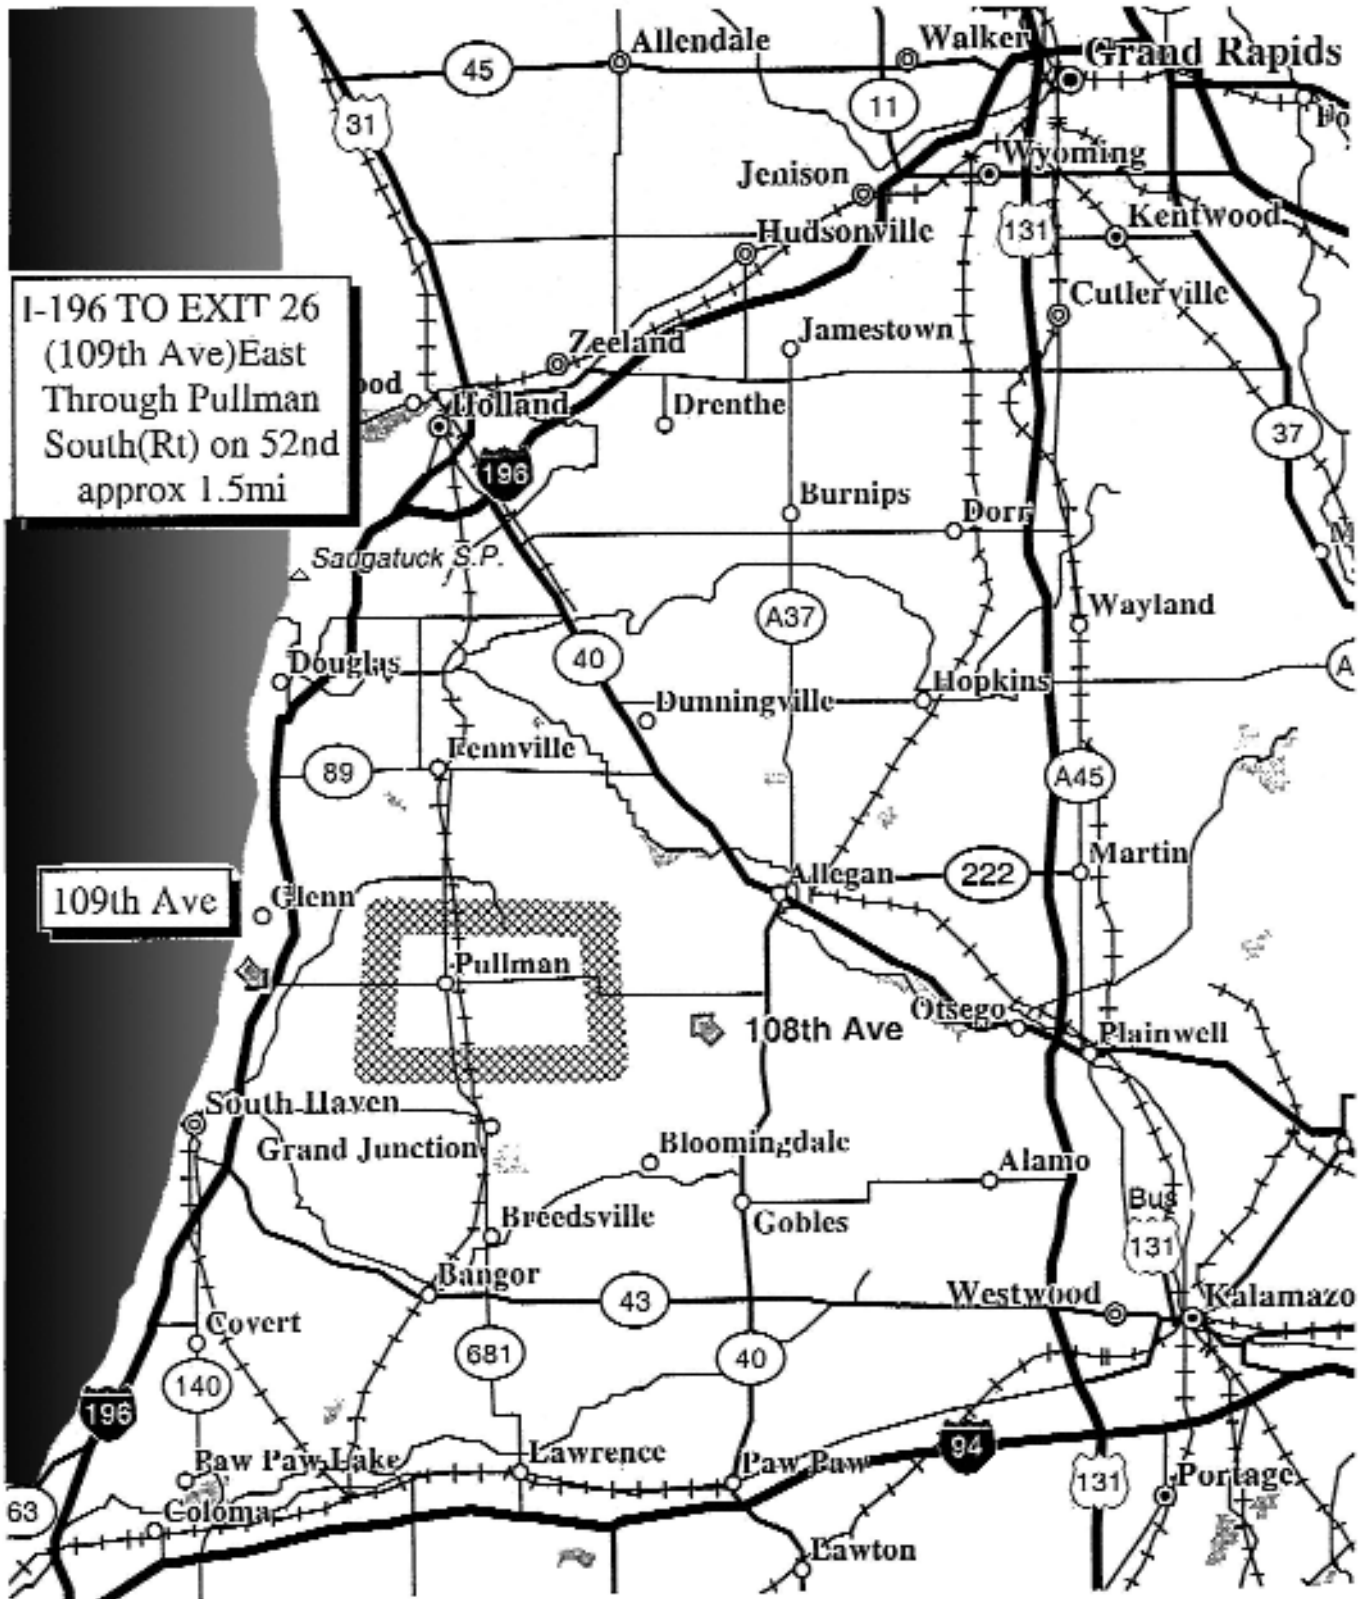 Allendale
Walker
Grand Rapids
45
11
31
Wyoming
Jenison
Kentwood
131
Hudsonville
I-196 TO EXIT 26
(109th Ave)East
Through Pullman
South(Rt) on 52nd
approx 1.5mi
Cutlerville
Zeeland
Jamestown
ood
Holland
Drenthe
37
196
Burnips
Dorr
M
Saugatuck S.P.
Wayland
A37
40
Douglas
A
Hopkins
Dunningville
Fennville
89
A45
Martin
Allegan
222
109th Ave
Glenn
Pullman
Otsego
108th Ave
Plainwell
South Haven
Grand Junction
Bloomingdale
Alamo
Bus
131
Breedsville
Gobles
Bangor
43
Westwood
Kalamazo
Covert
681
40
140
196
94
Paw Paw Lake
Lawrence
Paw Paw
131
Portage
63
Coloma
Lawton